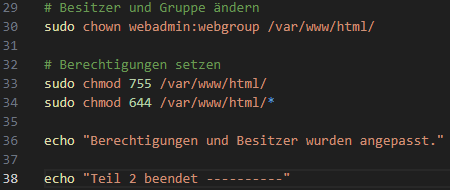 29 # Besitzer und Gruppe ändern
30 sudo chown webadmin:webgroup /var/www/html/
31
32 # Berechtigungen setzen
33 sudo chmod 755 /var/www/html/
34 sudo chmod 644 /var/www/html/*
35
36 echo "Berechtigungen und Besitzer wurden angepasst."
37
38 echo "Teil 2 beendet ----------"